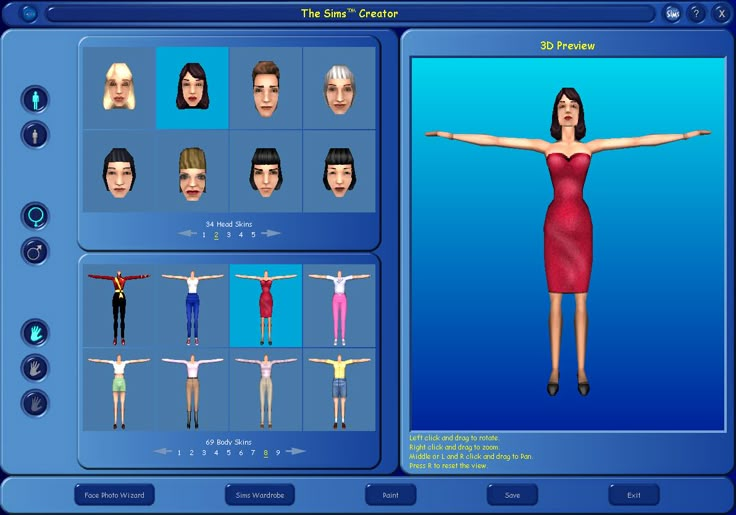 The Sims™ Creator
The Sims
?
X
3D Preview
34 Head Skins
1 2 3 4 5
69 Body Skins
1 2 3 4 5 6 7 8 9
Left click and drag to rotate.
Right click and drag to zoom.
Middle or L and R click and drag to Pan.
Press R to reset the view.
Face Photo Wizard
Sims Wardrobe
Paint
Save
Exit